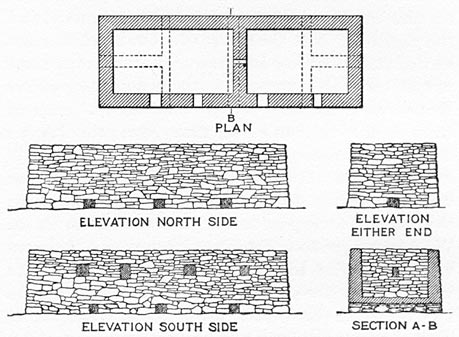 B
PLAN
ELEVATION NORTH SIDE
ELEVATION
EITHER END
ELEVATION SOUTH SIDE
SECTION A-B